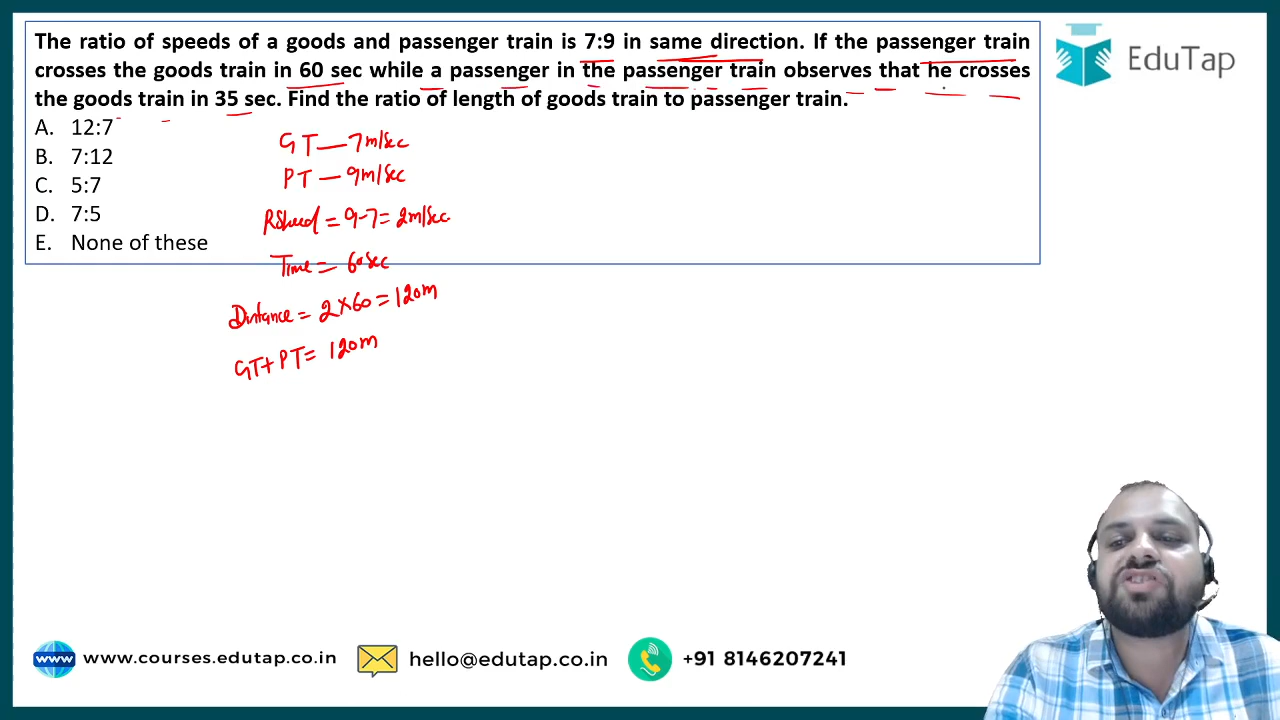 The ratio of speeds of a goods and passenger train is 7:9 in same direction. If the passenger train
crosses the goods train in 60 sec while a passenger in the passenger train observes that he crosses
the goods train in 35 sec. Find the ratio of length of goods train to passenger train.
A. 12:7
B. 7:12
C. 5:7
D. 7:5
E. None of these
EduTap
GT — 7m/sec
PT — 9m/sec
RSpeed = 9-7= 2m/sec
Time = 60sec
Distance = 2×60 = 120m
GT+PT= 120m
www www.courses.edutap.co.in hello@edutap.co.in +91 8146207241